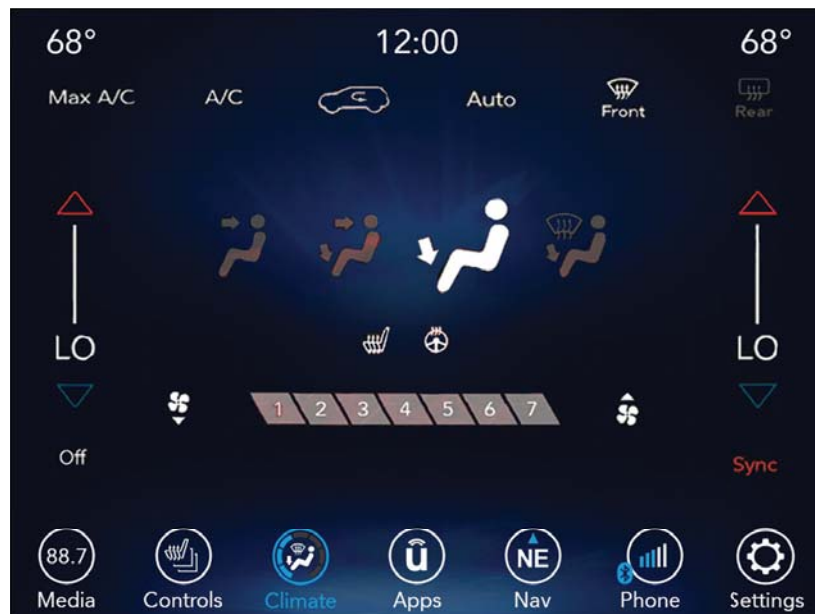 68° 12:00 68°
Max A/C A/C Auto Front Rear
LO LO
1 2 3 4 5 6 7
Off Sync
88.7 û NE
Media Controls Climate Apps Nav Phone Settings